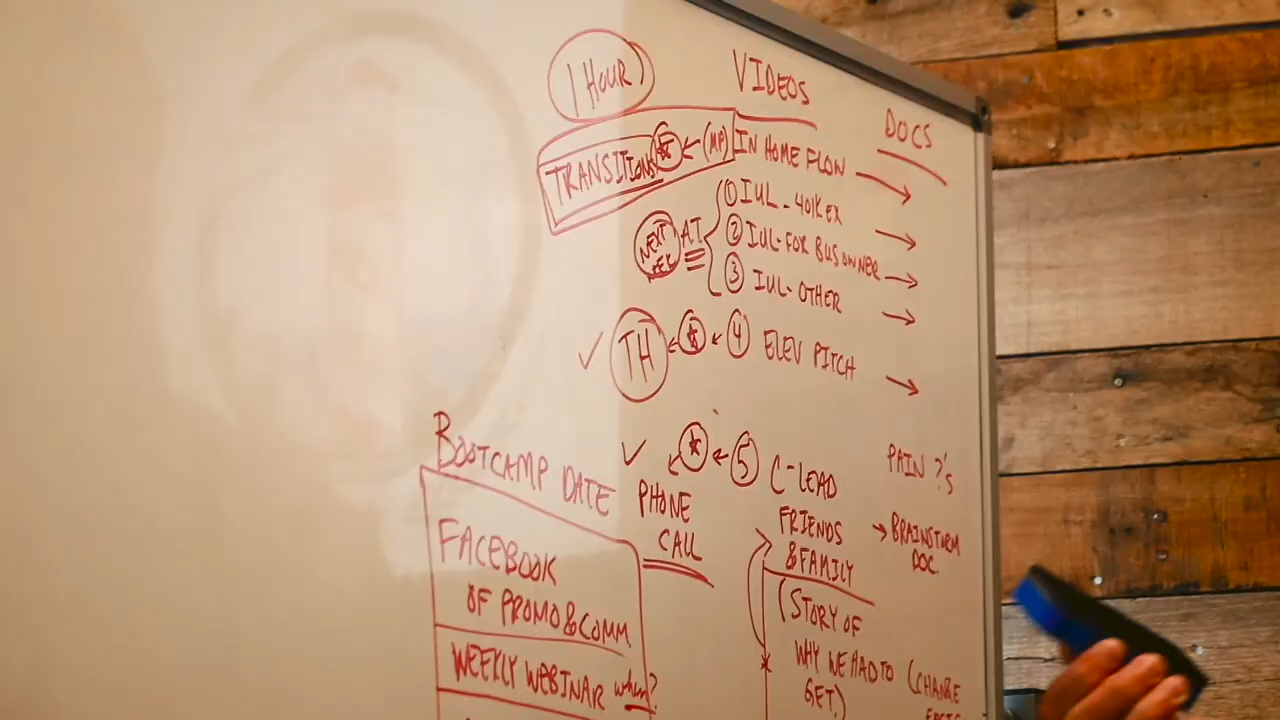 1 HOUR
VIDEOS
DOCS
TRANSITIONS ← (MP) IN HOME FLOW →
NEXT
A.T.
① IUL - 401K EX →
② IUL - FOR BUS OWNER →
③ IUL - OTHER →
✓ TH ← ← ④ ELEV PITCH →
BOOTCAMP DATE
✓ ← ⑤ C-LEAD
PAIN ?'s
PHONE
CALL
FRIENDS
& FAMILY
→ BRAINSTORM
DOC.
(STORY OF
WHY WE HAD TO
GET)
(CHANGE
FACEBOOK
OF PROMO & COMM.
WEEKLY WEBINAR when?